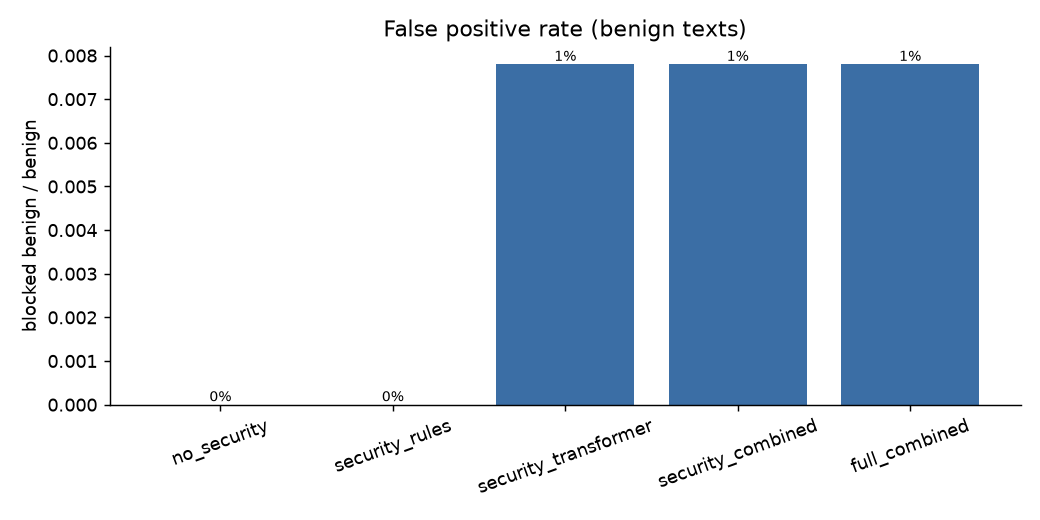 False positive rate (benign texts)
blocked benign / benign
0.008
0.007
0.006
0.005
0.004
0.003
0.002
0.001
0.000
0%
0%
1%
1%
1%
no_security
security_rules
security_transformer
security_combined
full_combined